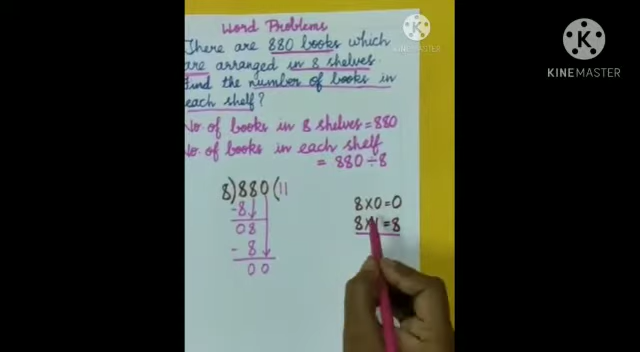 Word Problems
There are 880 books which
are arranged in 8 shelves.
Find the number of books in
each shelf?
No. of books in 8 shelves = 880
No. of books in each shelf
= 880 ÷ 8
8)880(11
-8
08
-8
00
8×0=0
8×1=8
KINEMASTER
KINEMASTER